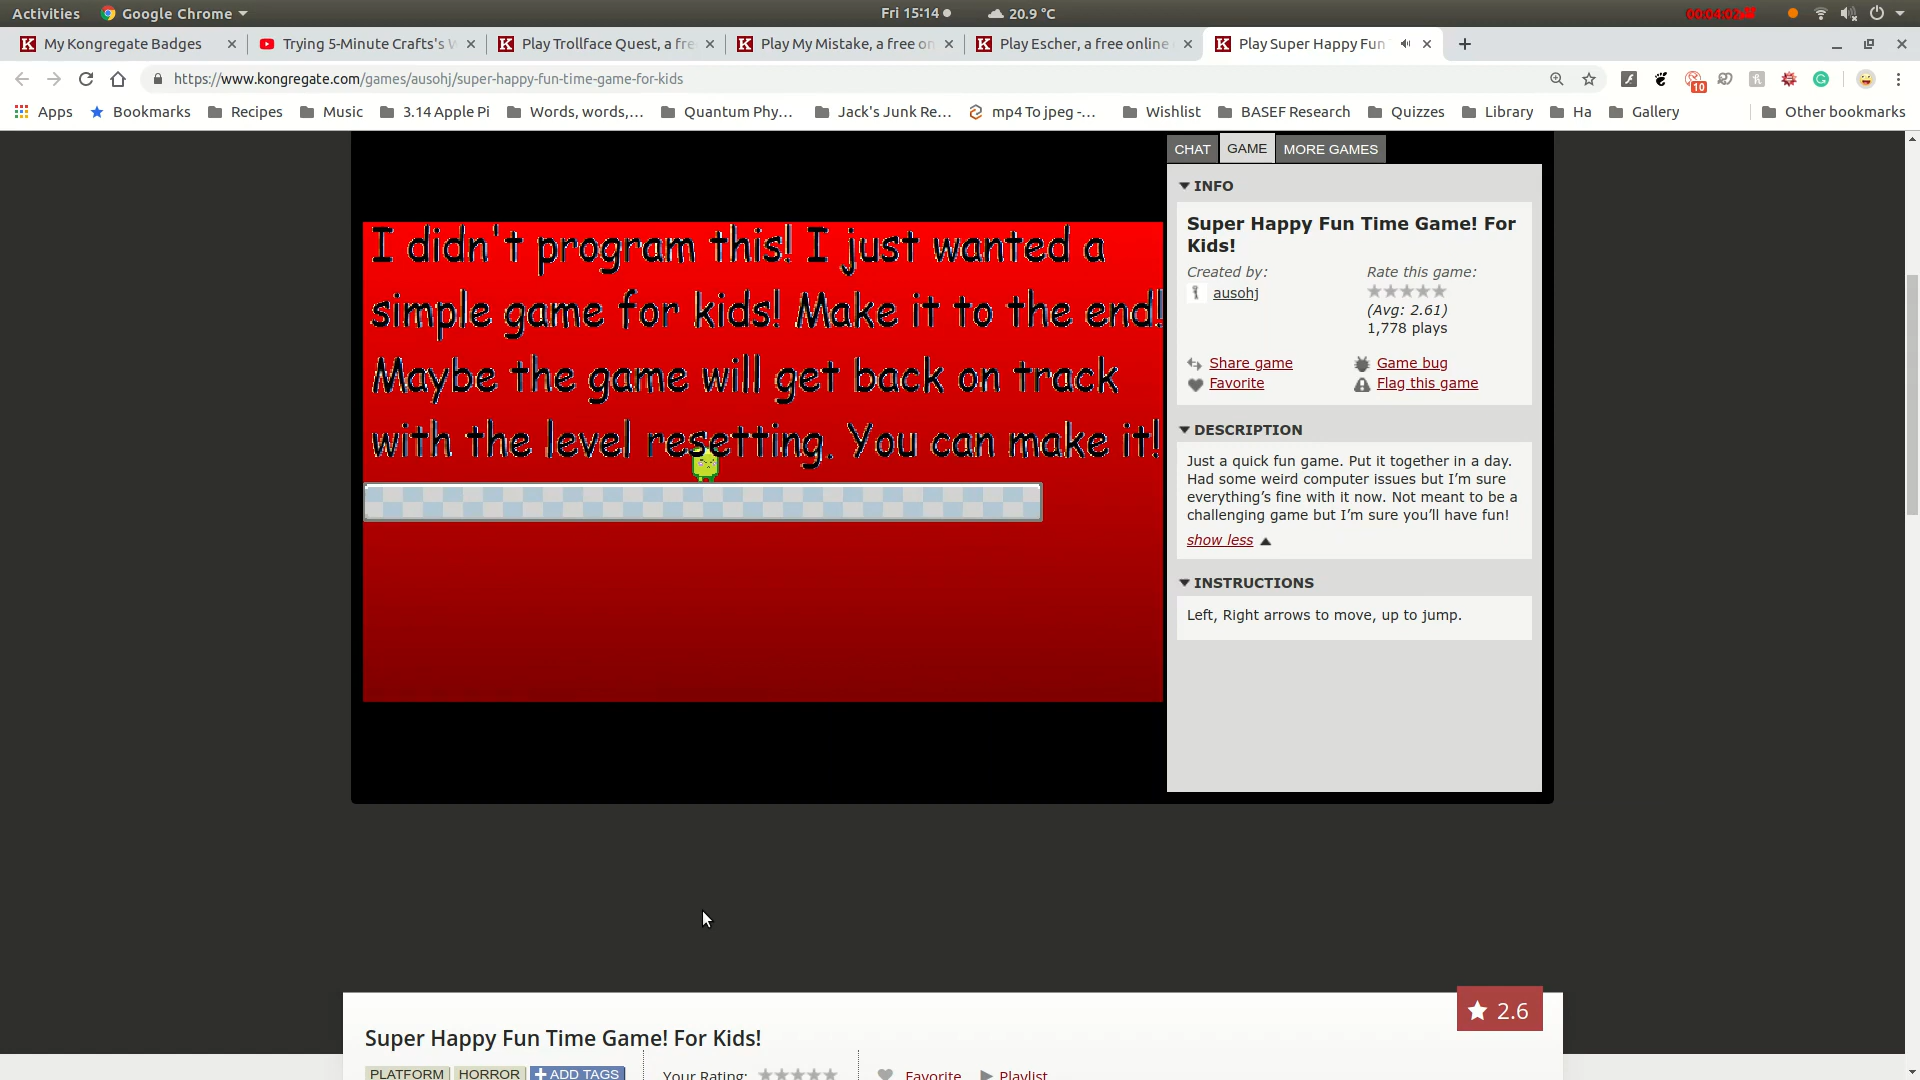 Activities Google Chrome Fri 15:14 20.9 °C 00:04:02
My Kongregate Badges Trying 5-Minute Crafts's Play Trollface Quest, a fre Play My Mistake, a free on Play Escher, a free online Play Super Happy Fun
https://www.kongregate.com/games/ausohj/super-happy-fun-time-game-for-kids 10
Apps Bookmarks Recipes Music 3.14 Apple Pi Words, words,... Quantum Phy... Jack's Junk Re... mp4 To jpeg -... Wishlist BASEF Research Quizzes Library Ha Gallery Other bookmarks
I didn't program this! I just wanted a
simple game for kids! Make it to the end!
Maybe the game will get back on track
with the level resetting. You can make it!
CHAT GAME MORE GAMES
INFO
Super Happy Fun Time Game! For
Kids!
Created by: Rate this game:
ausohj
(Avg: 2.61)
1,778 plays
Share game Game bug
Favorite Flag this game
DESCRIPTION
Just a quick fun game. Put it together in a day.
Had some weird computer issues but I'm sure
everything's fine with it now. Not meant to be a
challenging game but I'm sure you'll have fun!
show less
INSTRUCTIONS
Left, Right arrows to move, up to jump.
2.6
Super Happy Fun Time Game! For Kids!
PLATFORM HORROR ADD TAGS Your Rating: Favorite Playlist